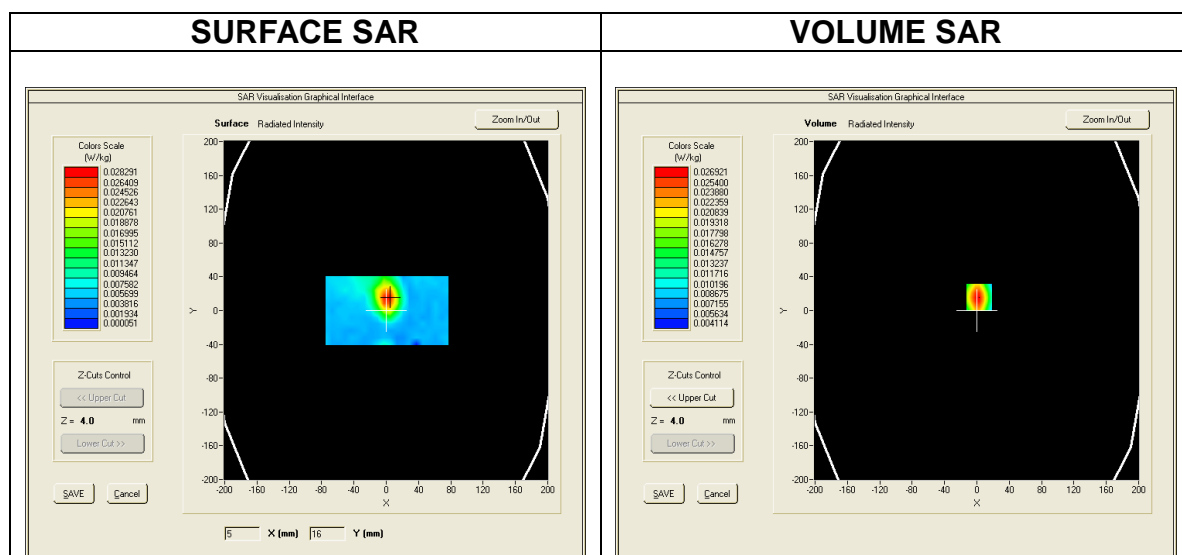 SURFACE SAR
VOLUME SAR
SAR Visualisation Graphical Interface
Surface Radiated Intensity
Zoom In/Out
Colors Scale
(W/kg)
0.028291
0.026409
0.024526
0.022643
0.020761
0.018878
0.016995
0.015112
0.013230
0.011347
0.009464
0.007582
0.005699
0.003816
0.001934
0.000051
200
160
120
80
40
0
-40
-80
-120
-160
-200
Y
-200 -160 -120 -80 -40 0 40 80 120 160 200
X
Z-Cuts Control
<< Upper Cut
Z = 4.0 mm
Lower Cut >>
SAVE Cancel
5 X (mm) 16 Y (mm)
SAR Visualisation Graphical Interface
Volume Radiated Intensity
Zoom In/Out
Colors Scale
(W/kg)
0.026921
0.025400
0.023880
0.022359
0.020839
0.019318
0.017798
0.016278
0.014757
0.013237
0.011716
0.010196
0.008675
0.007155
0.005634
0.004114
200
160
120
80
40
0
-40
-80
-120
-160
-200
Y
-200 -160 -120 -80 -40 0 40 80 120 160 200
X
Z-Cuts Control
<< Upper Cut
Z = 4.0 mm
Lower Cut >>
SAVE Cancel